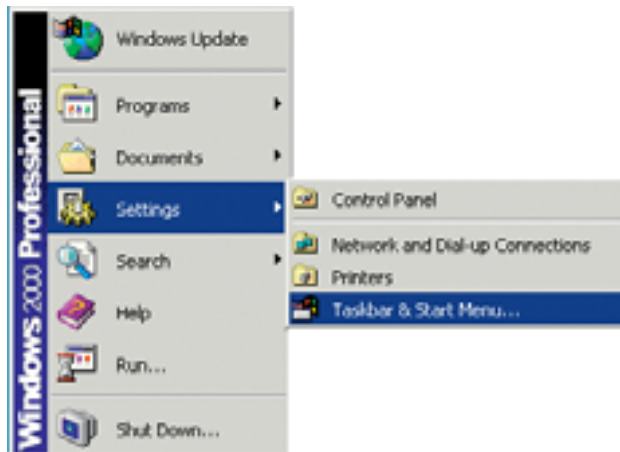 Windows 2000 Professional
Windows Update
Programs
Documents
Settings
Search
Help
Run...
Shut Down...
Control Panel
Network and Dial-up Connections
Printers
Taskbar & Start Menu...